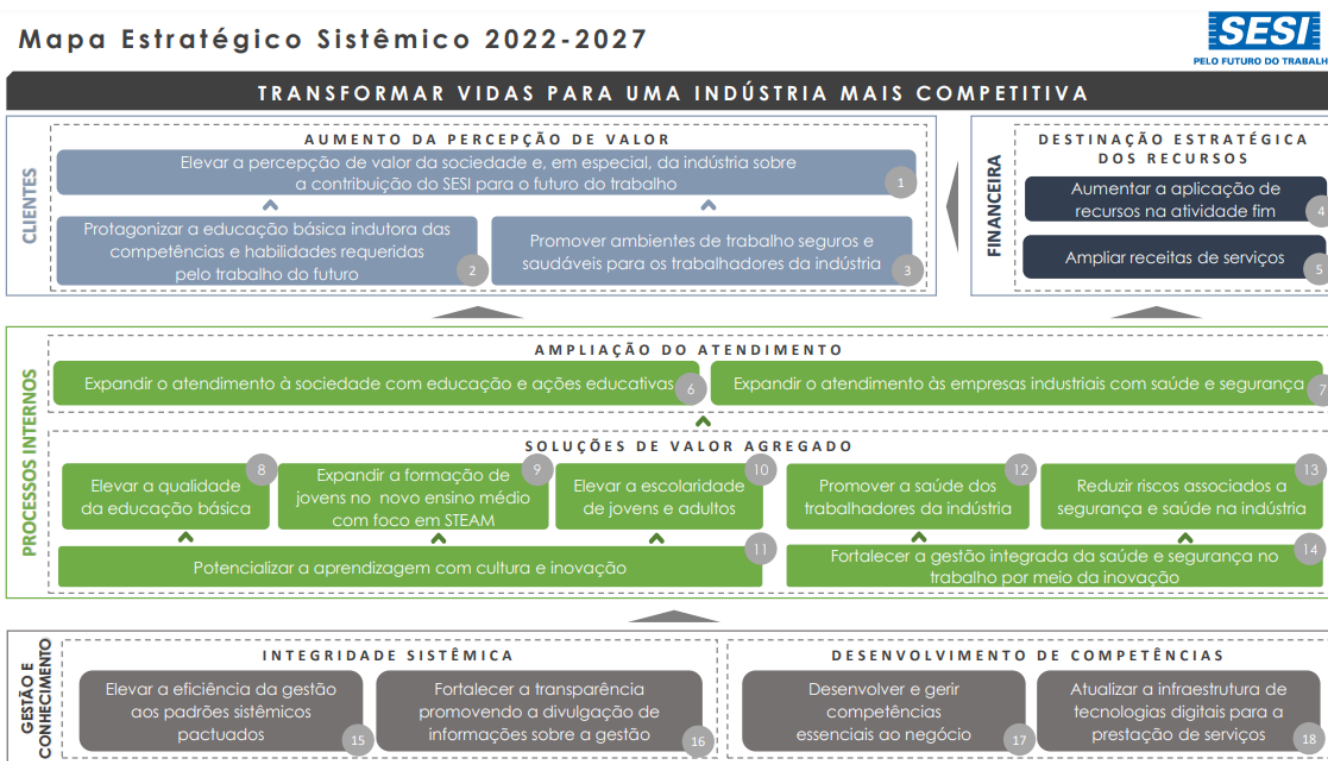 Mapa Estratégico Sistêmico 2022-2027
SESI
PELO FUTURO DO TRABALH
TRANSFORMAR VIDAS PARA UMA INDÚSTRIA MAIS COMPETITIVA
CLIENTES
AUMENTO DA PERCEPÇÃO DE VALOR
Elevar a percepção de valor da sociedade e, em especial, da indústria sobre
a contribuição do SESI para o futuro do trabalho
1
Protagonizar a educação básica indutora das
competências e habilidades requeridas
pelo trabalho do futuro
2
Promover ambientes de trabalho seguros e
saudáveis para os trabalhadores da indústria
3
FINANCEIRA
DESTINAÇÃO ESTRATÉGICA
DOS RECURSOS
Aumentar a aplicação de
recursos na atividade fim
4
Ampliar receitas de serviços
5
PROCESSOS INTERNOS
AMPLIAÇÃO DO ATENDIMENTO
Expandir o atendimento à sociedade com educação e ações educativas
6
Expandir o atendimento às empresas industriais com saúde e segurança
7
SOLUÇÕES DE VALOR AGREGADO
Elevar a qualidade
da educação básica
8
Expandir a formação de
jovens no novo ensino médio
com foco em STEAM
9
Elevar a escolaridade
de jovens e adultos
10
Promover a saúde dos
trabalhadores da indústria
12
Reduzir riscos associados a
segurança e saúde na indústria
13
Potencializar a aprendizagem com cultura e inovação
11
Fortalecer a gestão integrada da saúde e segurança no
trabalho por meio da inovação
14
GESTÃO E
CONHECIMENTO
INTEGRIDADE SISTÊMICA
Elevar a eficiência da gestão
aos padrões sistêmicos
pactuados
15
Fortalecer a transparência
promovendo a divulgação de
informações sobre a gestão
16
DESENVOLVIMENTO DE COMPETÊNCIAS
Desenvolver e gerir
competências
essenciais ao negócio
17
Atualizar a infraestrutura de
tecnologias digitais para a
prestação de serviços
18